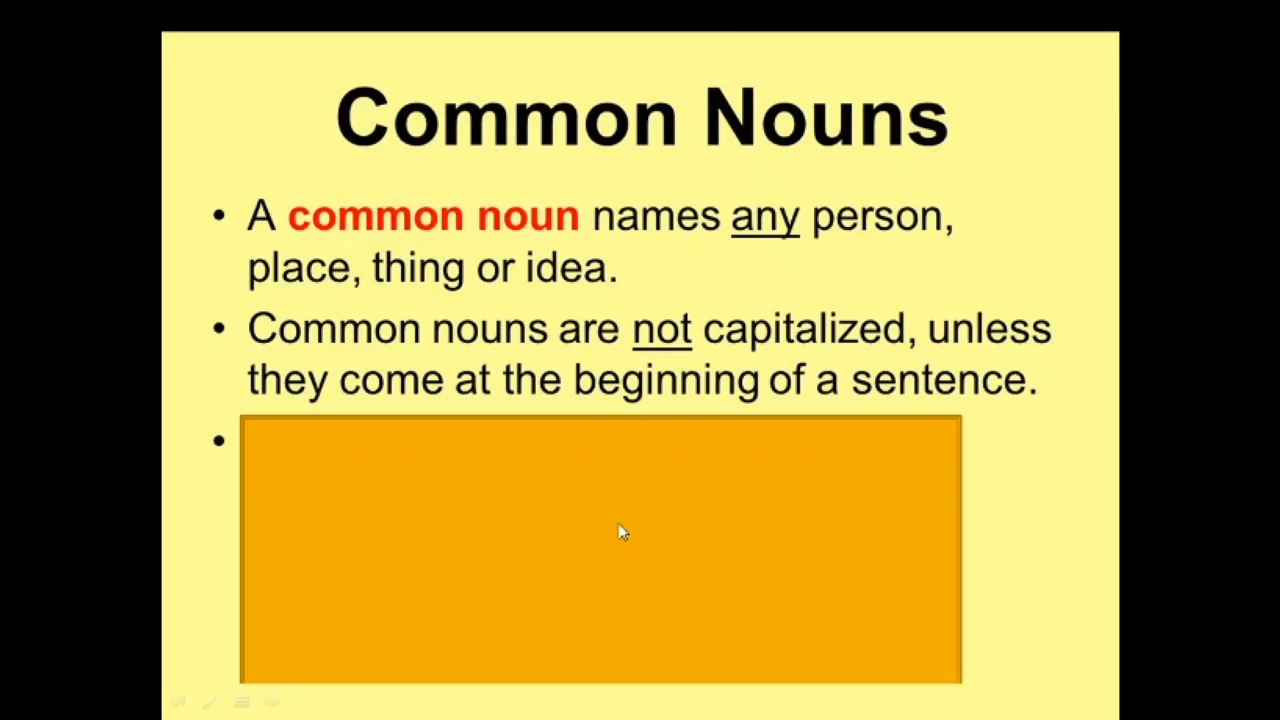 Common Nouns
• A common noun names any person,
place, thing or idea.
• Common nouns are not capitalized, unless
they come at the beginning of a sentence.
•